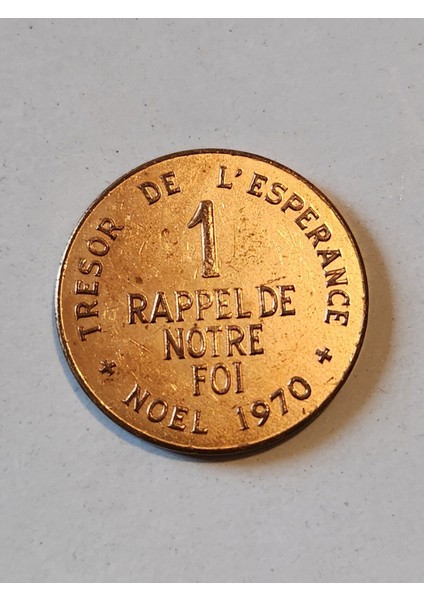 TRESOR DE L'ESPERANCE
1
RAPPEL DE
NOTRE
FOI
* NOEL 1970 *